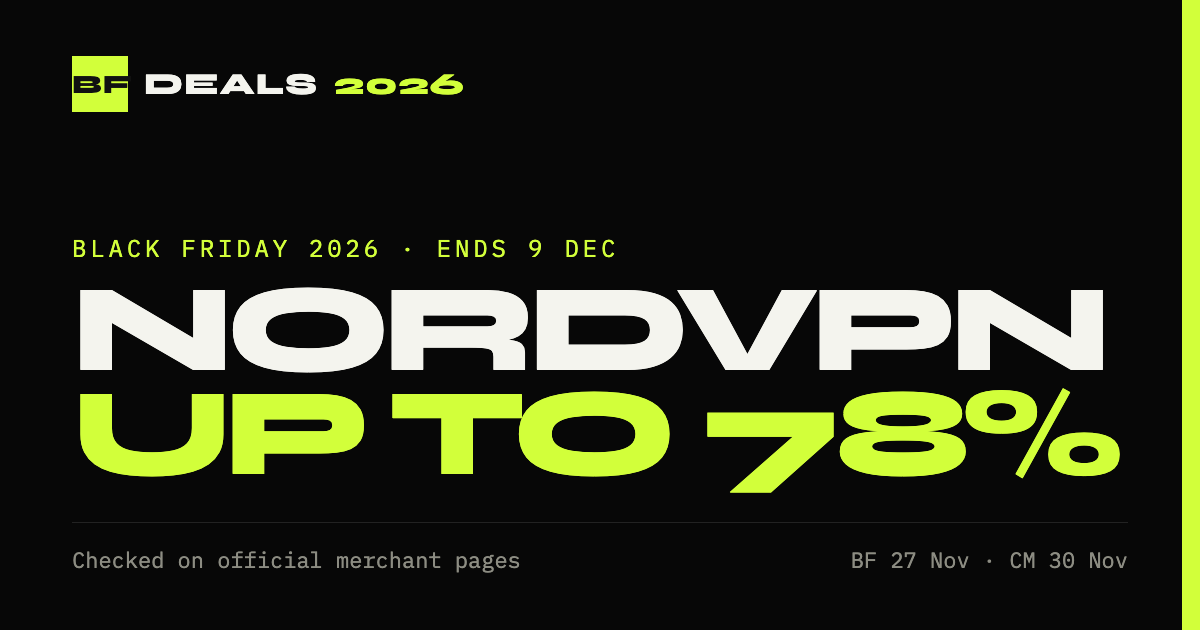 BF DEALS 2026
BLACK FRIDAY 2026 · ENDS 9 DEC
NORDVPN
UP TO 78%
Checked on official merchant pages
BF 27 Nov · CM 30 Nov